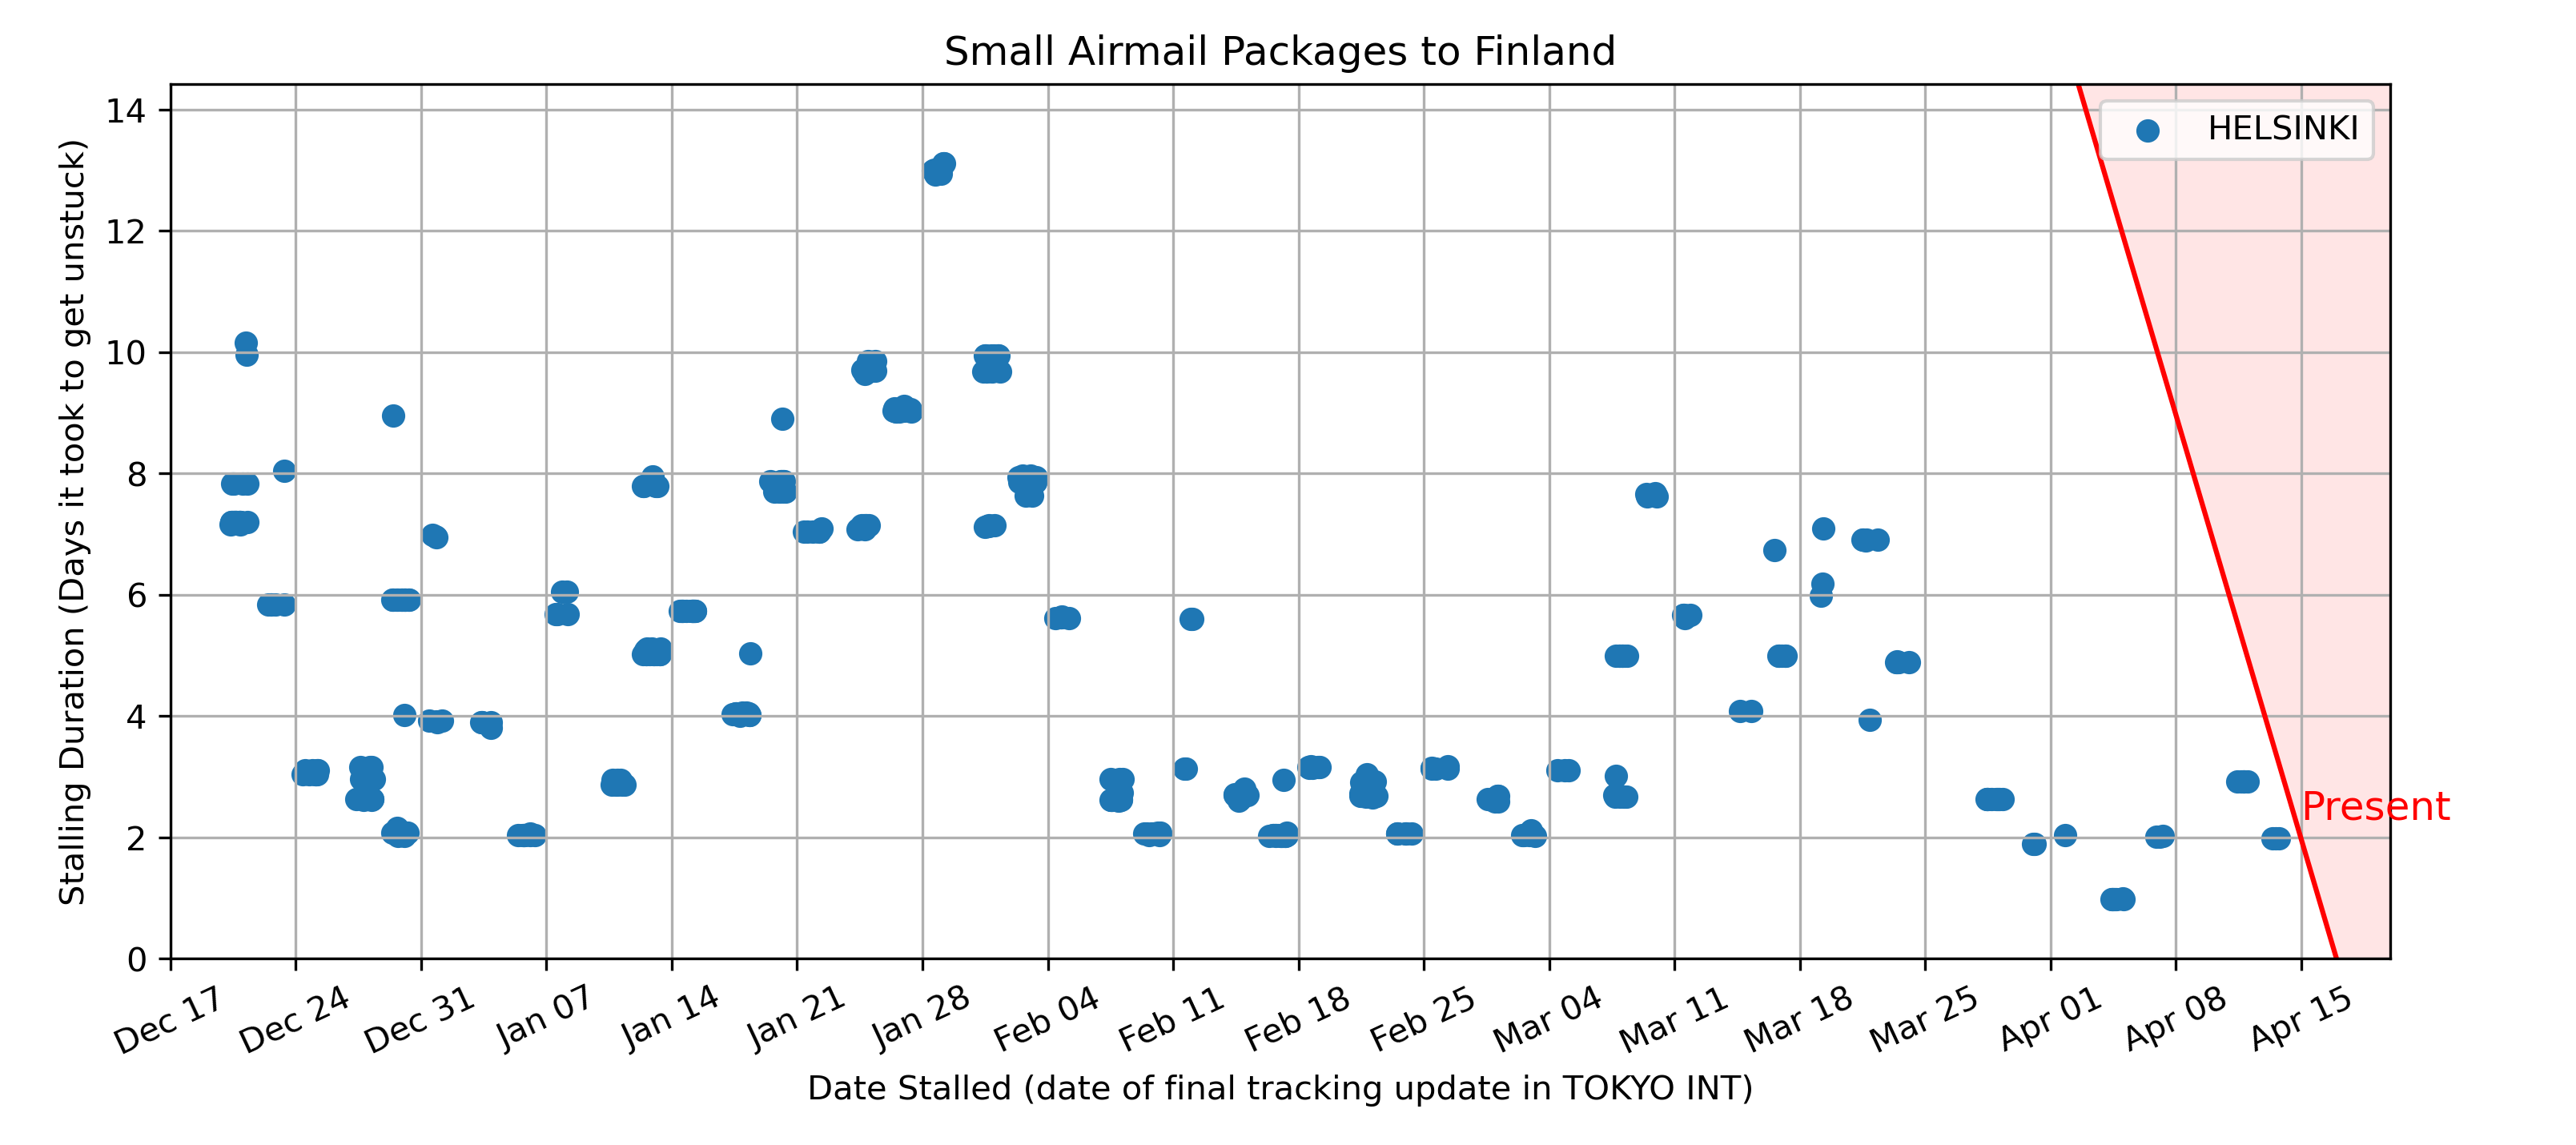 Small Airmail Packages to Finland
HELSINKI
14
12
10
8
6
4
2
0
Stalling Duration (Days it took to get unstuck)
Present
Dec 17
Dec 24
Dec 31
Jan 07
Jan 14
Jan 21
Jan 28
Feb 04
Feb 11
Feb 18
Feb 25
Mar 04
Mar 11
Mar 18
Mar 25
Apr 01
Apr 08
Apr 15
Date Stalled (date of final tracking update in TOKYO INT)